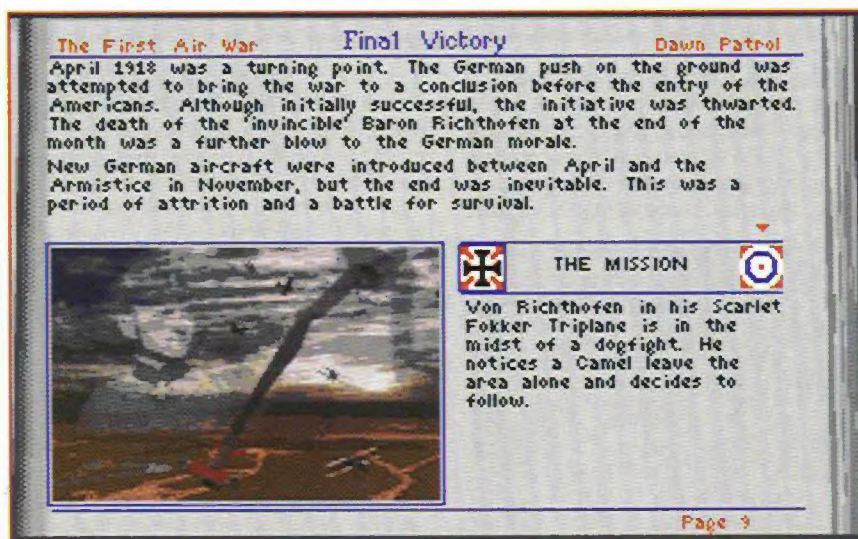 The First Air War Final Victory Dawn Patrol
April 1918 was a turning point. The German push on the ground was
attempted to bring the war to a conclusion before the entry of the
Americans. Although initially successful, the initiative was thwarted.
The death of the 'invincible' Baron Richthofen at the end of the
month was a further blow to the German morale.
New German aircraft were introduced between April and the
Armistice in November, but the end was inevitable. This was a
period of attrition and a battle for survival.
THE MISSION
Von Richthofen in his Scarlet
Fokker Triplane is in the
midst of a dogfight. He
notices a Camel leave the
area alone and decides to
follow.
Page 9